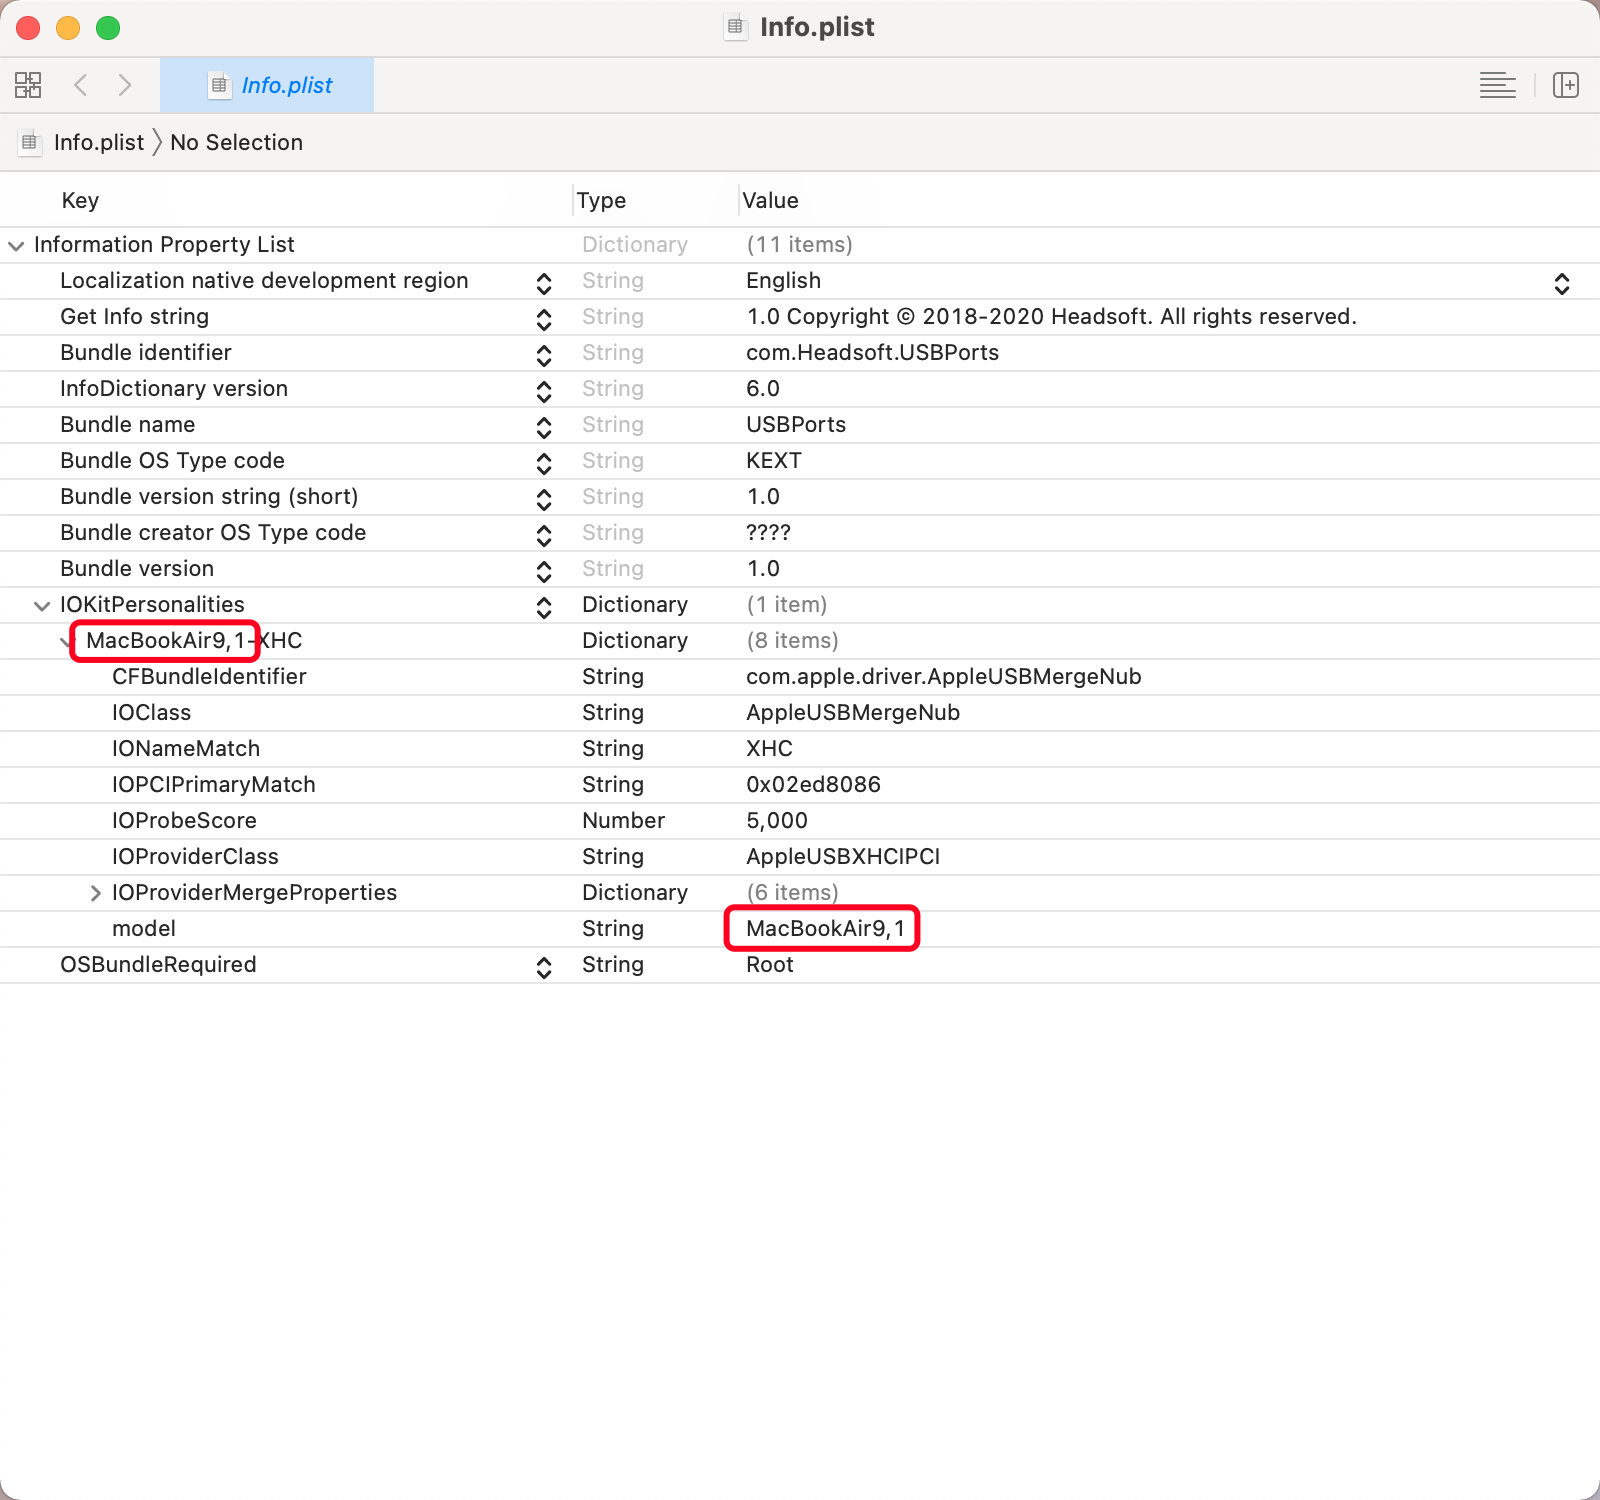 Info.plist
Info.plist
Info.plist 〉 No Selection
Key Type Value
Information Property List Dictionary (11 items)
Localization native development region String English
Get Info string String 1.0 Copyright © 2018-2020 Headsoft. All rights reserved.
Bundle identifier String com.Headsoft.USBPorts
InfoDictionary version String 6.0
Bundle name String USBPorts
Bundle OS Type code String KEXT
Bundle version string (short) String 1.0
Bundle creator OS Type code String ????
Bundle version String 1.0
IOKitPersonalities Dictionary (1 item)
MacBookAir9,1-XHC Dictionary (8 items)
CFBundleIdentifier String com.apple.driver.AppleUSBMergeNub
IOClass String AppleUSBMergeNub
IONameMatch String XHC
IOPCIPrimaryMatch String 0x02ed8086
IOProbeScore Number 5,000
IOProviderClass String AppleUSBXHCIPCI
IOProviderMergeProperties Dictionary (6 items)
model String MacBookAir9,1
OSBundleRequired String Root